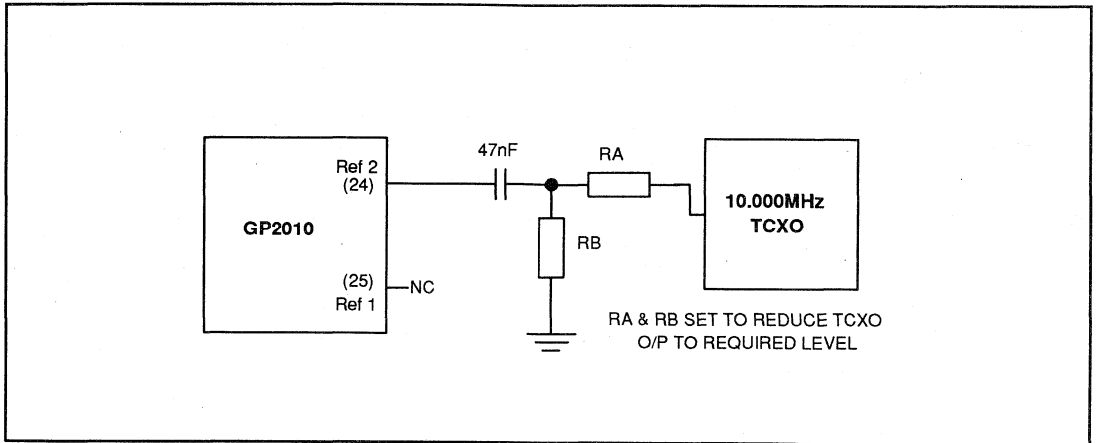 47nF
RA
Ref 2
(24)
10.000MHz
TCXO
GP2010
RB
(25)
NC
Ref 1
RA & RB SET TO REDUCE TCXO
O/P TO REQUIRED LEVEL